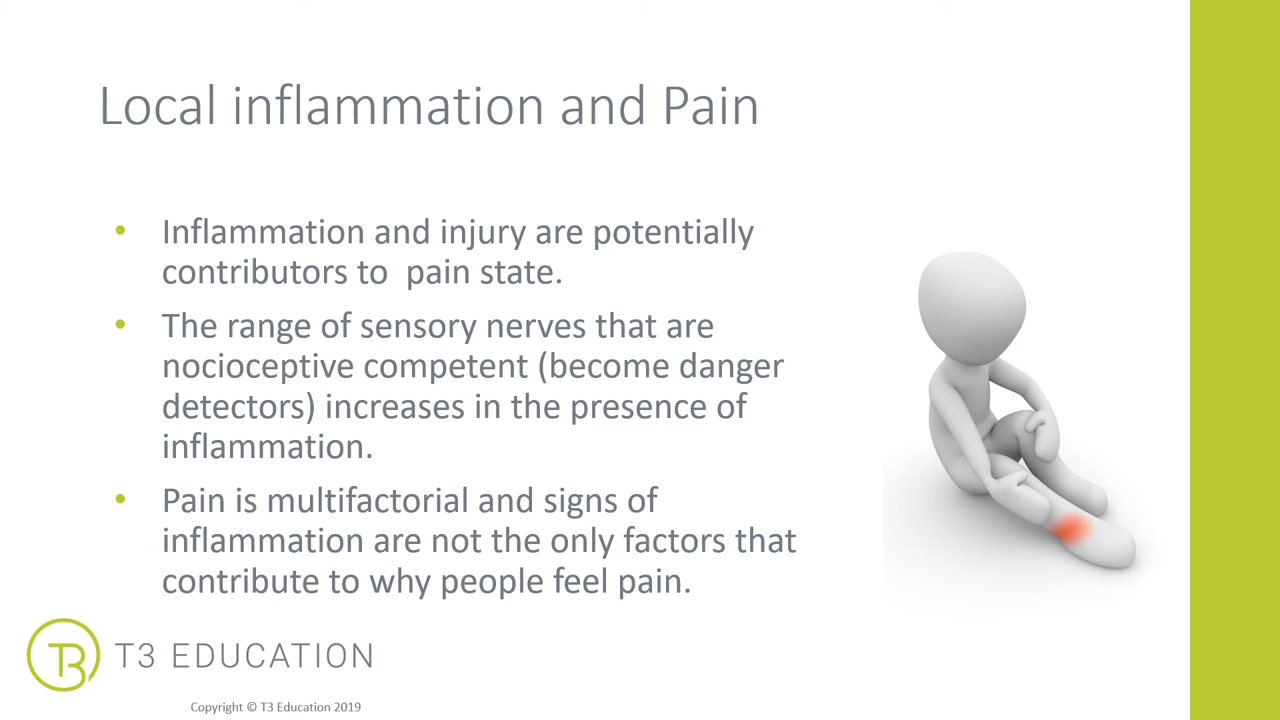 Local inflammation and Pain
• Inflammation and injury are potentially
contributors to  pain state.
• The range of sensory nerves that are
nocioceptive competent (become danger
detectors) increases in the presence of
inflammation.
• Pain is multifactorial and signs of
inflammation are not the only factors that
contribute to why people feel pain.
T3 T3 EDUCATION
Copyright © T3 Education 2019